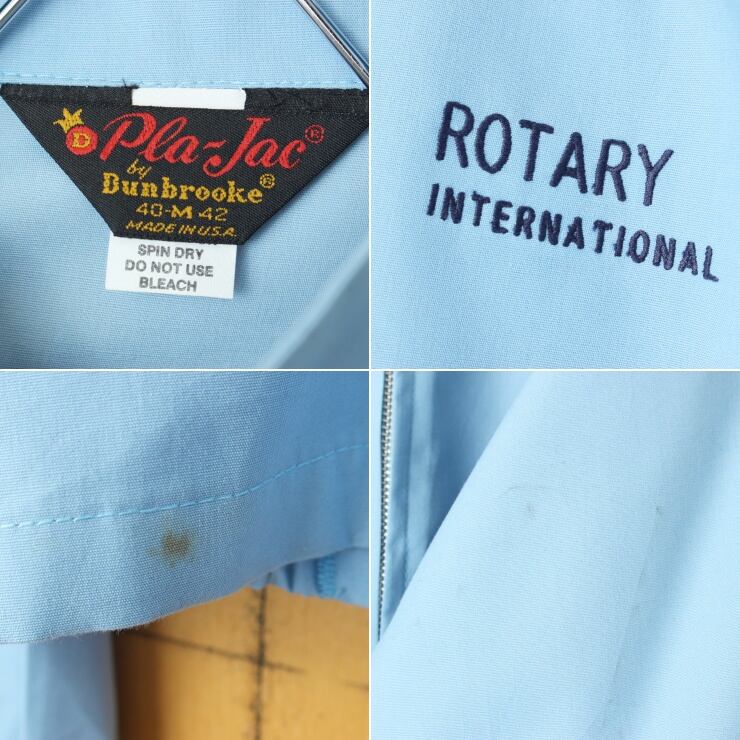 D
Pla-Jac®
by
Dunbrooke®
40-M-42
MADE IN U.S.A.
SPIN DRY
DO NOT USE
BLEACH
ROTARY
INTERNATIONAL